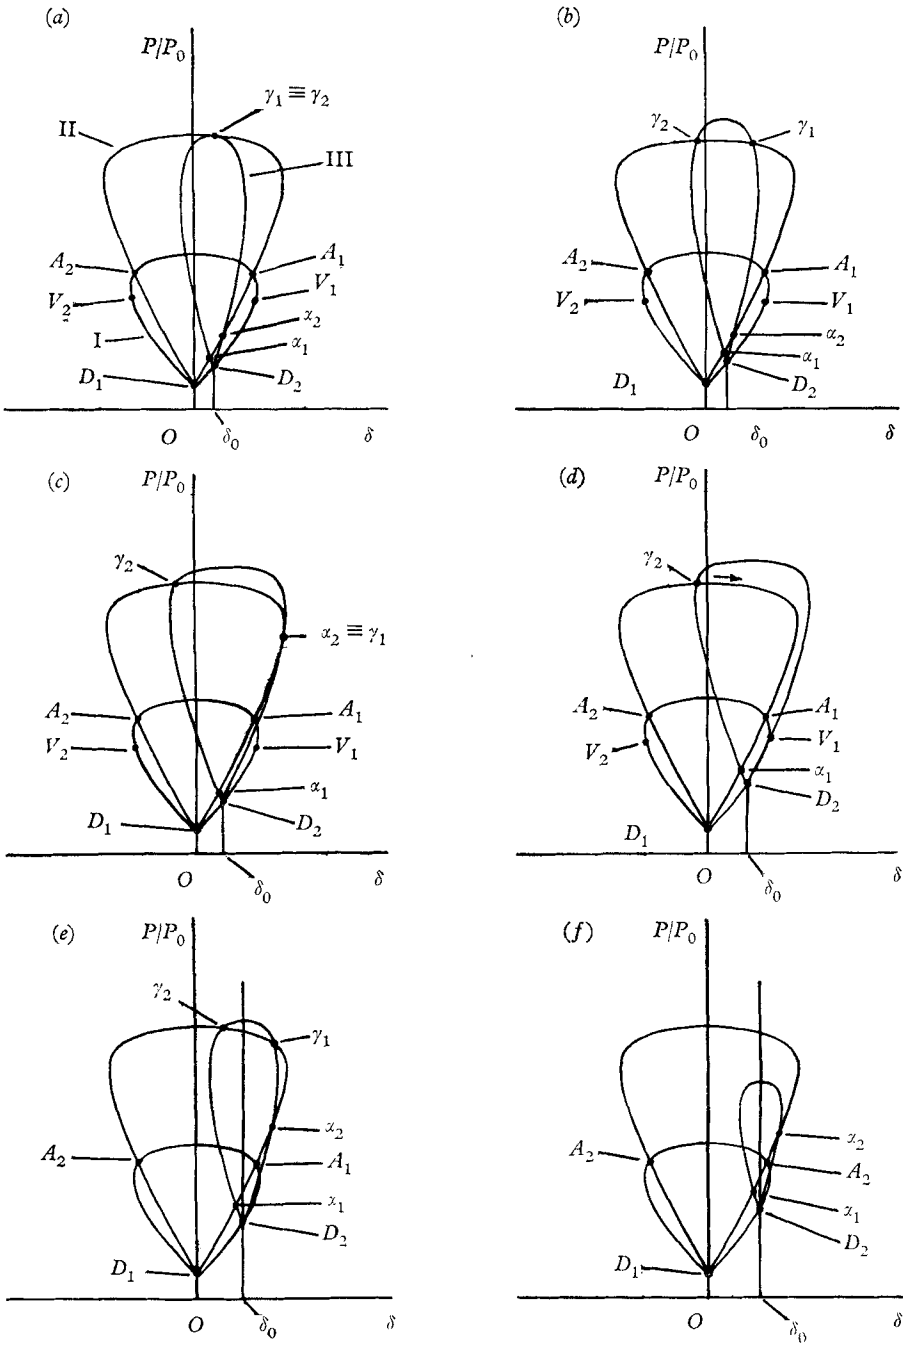 (a)
P/P₀
γ₁ ≡ γ₂
II
III
A₂
A₁
V₂
V₁
I
α₂
α₁
D₁
D₂
O
δ₀
δ
(b)
P/P₀
γ₂
γ₁
A₂
A₁
V₂
V₁
α₂
α₁
D₁
D₂
O
δ₀
δ
(c)
P/P₀
γ₂
α₂ ≡ γ₁
A₂
A₁
V₂
V₁
α₁
D₁
D₂
O
δ₀
δ
(d)
P/P₀
γ₂
A₂
A₁
V₂
V₁
α₁
D₂
D₁
O
δ₀
δ
(e)
P/P₀
γ₂
γ₁
α₂
A₂
A₁
α₁
D₂
D₁
O
δ₀
δ
(f)
P/P₀
α₂
A₂
A₂
α₁
D₂
D₁
O
δ₀
δ